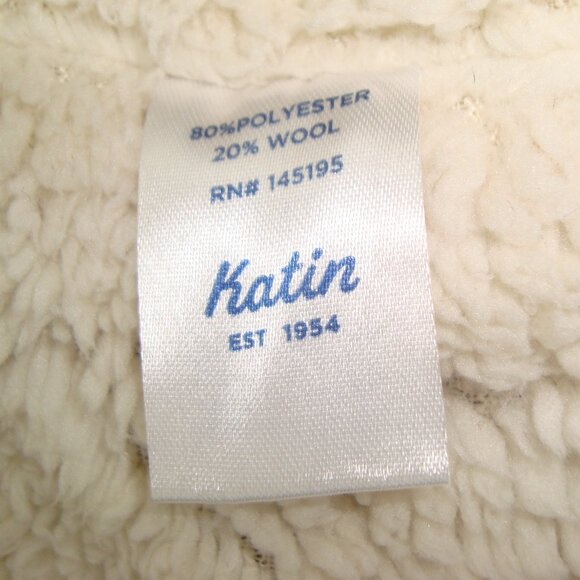 80%POLYESTER
20% WOOL
RN# 145195
Katin
EST 1954